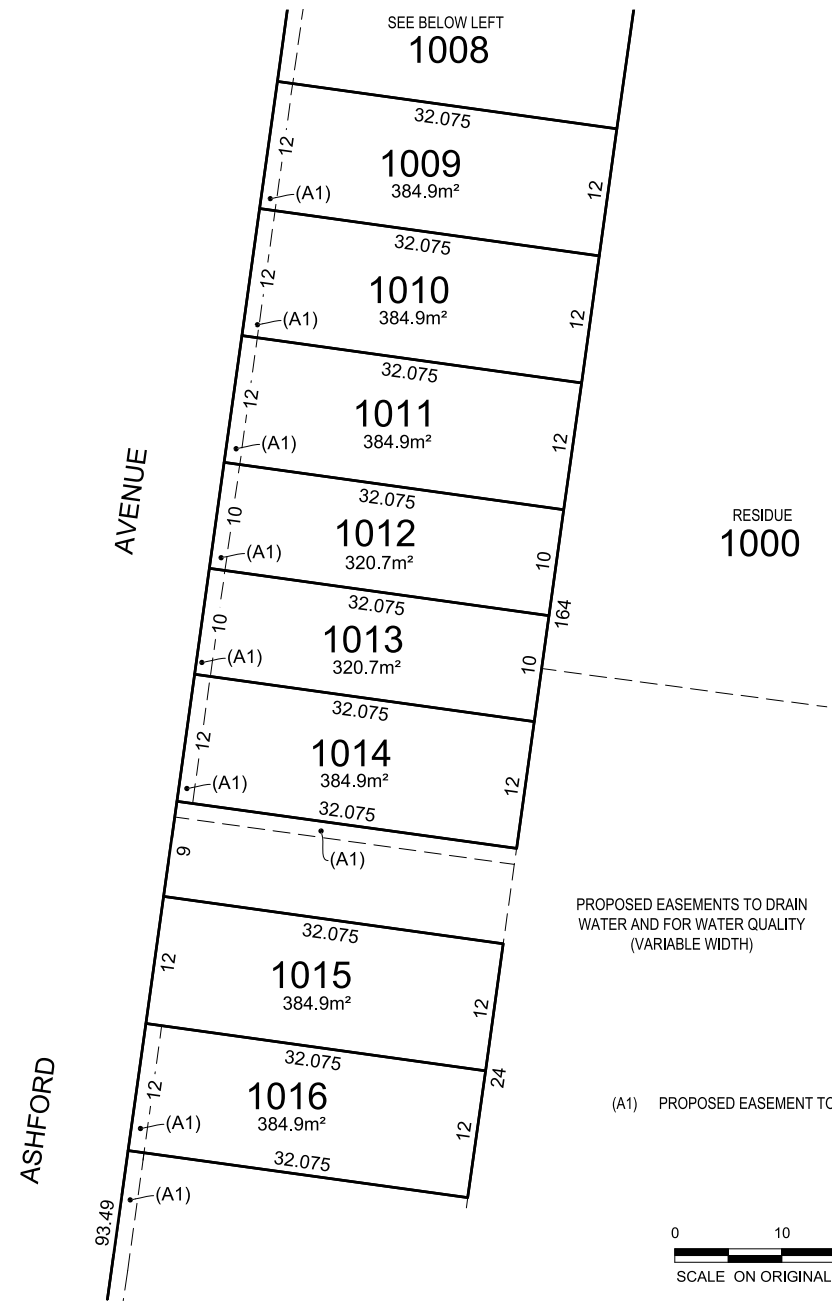 SEE BELOW LEFT
1008
32.075
12
1009
384.9m²
12
(A1)
32.075
12
1010
384.9m²
12
(A1)
32.075
12
1011
384.9m²
12
(A1)
AVENUE
32.075
10
1012
320.7m²
10
(A1)
RESIDUE
1000
32.075
164
10
1013
320.7m²
10
(A1)
32.075
12
1014
384.9m²
12
(A1)
32.075
(A1)
9
PROPOSED EASEMENTS TO DRAIN
WATER AND FOR WATER QUALITY
(VARIABLE WIDTH)
32.075
12
1015
384.9m²
12
32.075
24
12
1016
384.9m²
12
(A1)
ASHFORD
(A1) PROPOSED EASEMENT TO
32.075
(A1)
93.49
0 10
SCALE ON ORIGINAL